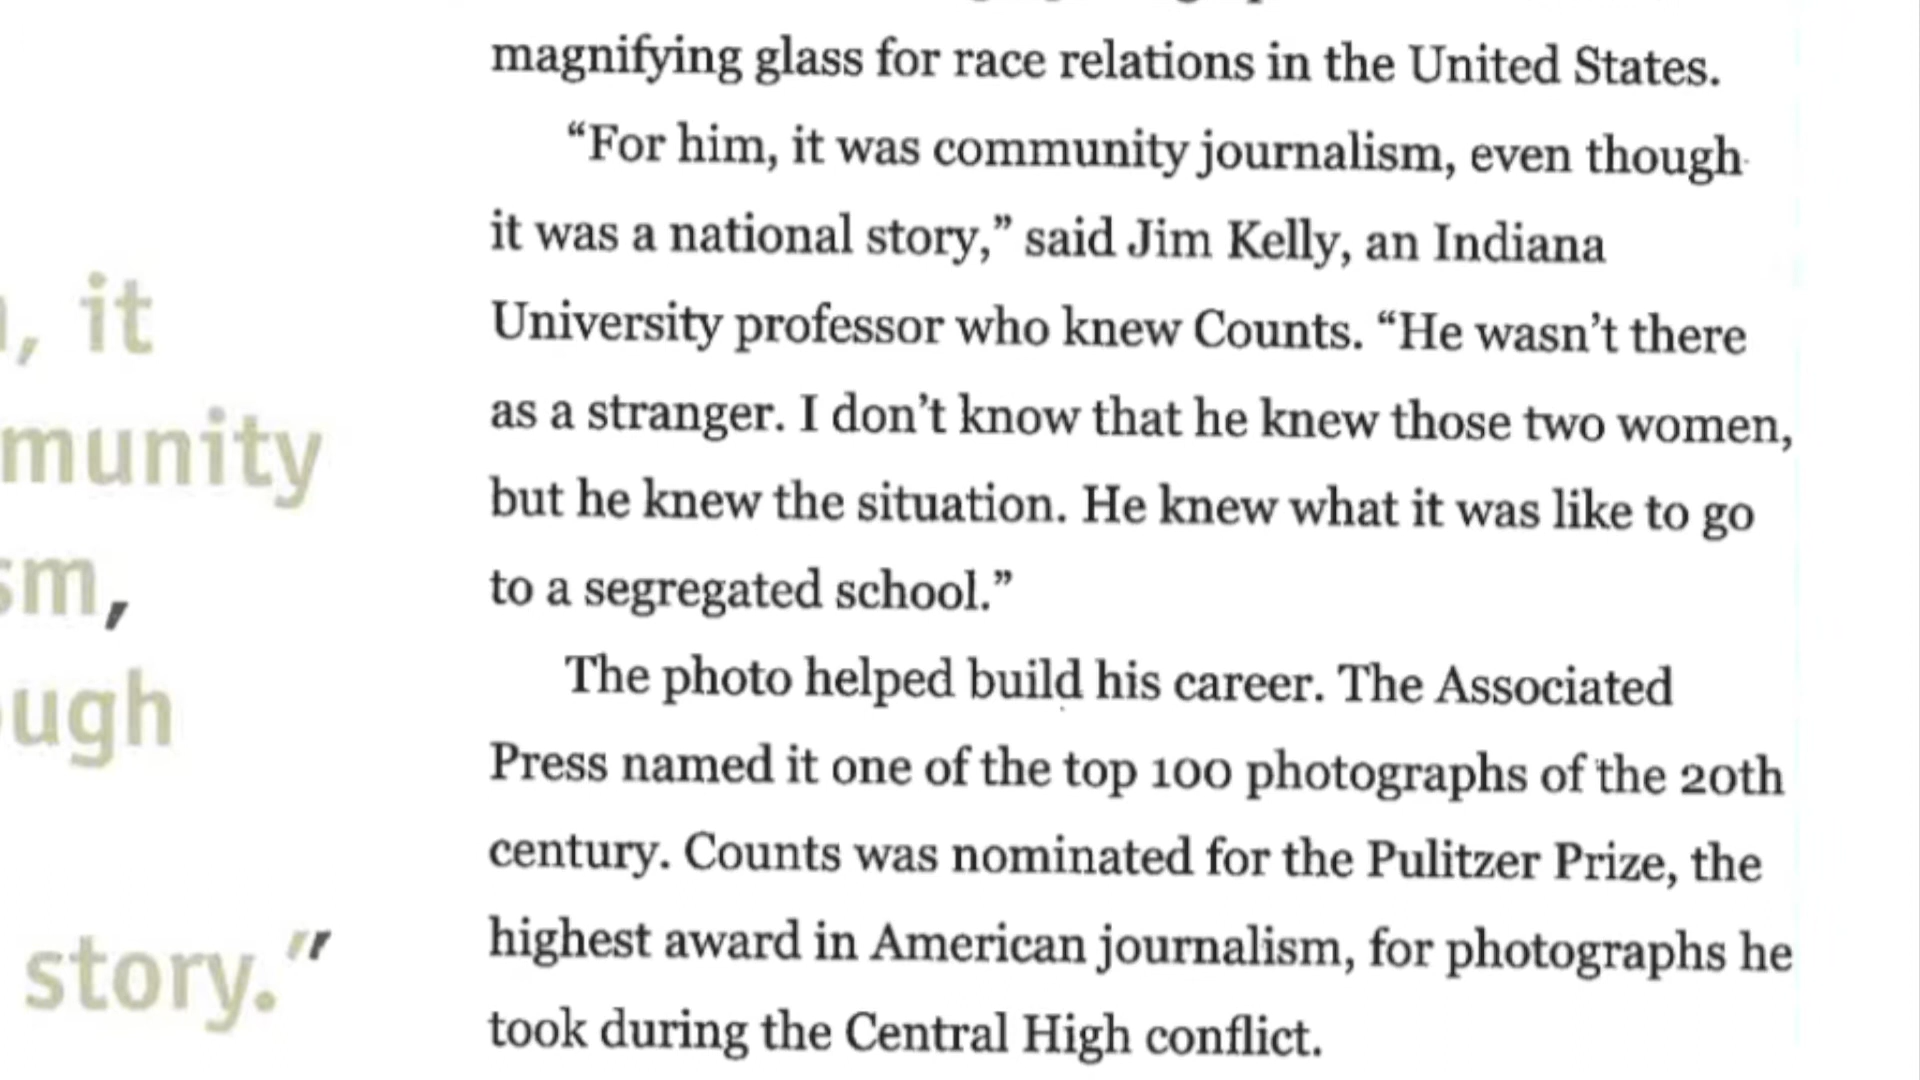 magnifying glass for race relations in the United States.
“For him, it was community journalism, even though
it was a national story,” said Jim Kelly, an Indiana
University professor who knew Counts. “He wasn’t there
as a stranger. I don’t know that he knew those two women,
but he knew the situation. He knew what it was like to go
to a segregated school.”
The photo helped build his career. The Associated
Press named it one of the top 100 photographs of the 20th
century. Counts was nominated for the Pulitzer Prize, the
highest award in American journalism, for photographs he
took during the Central High conflict.
, it
munity
sm,
ough
story.”